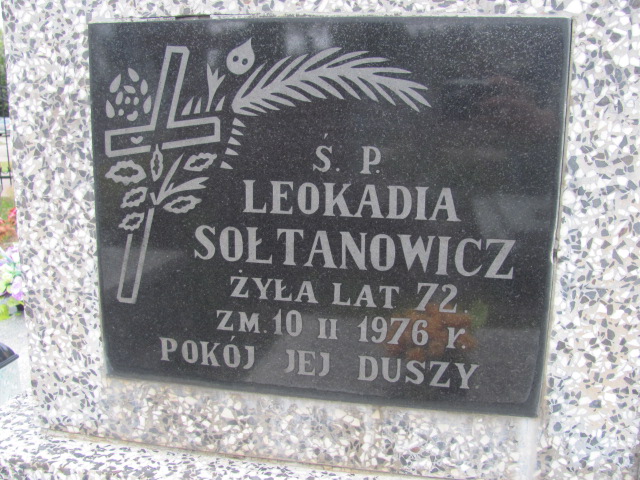 Ś. P.
LEOKADIA
SOŁTANOWICZ
ŻYŁA LAT 72.
ZM. 10 II 1976 r.
POKÓJ JEJ DUSZY.